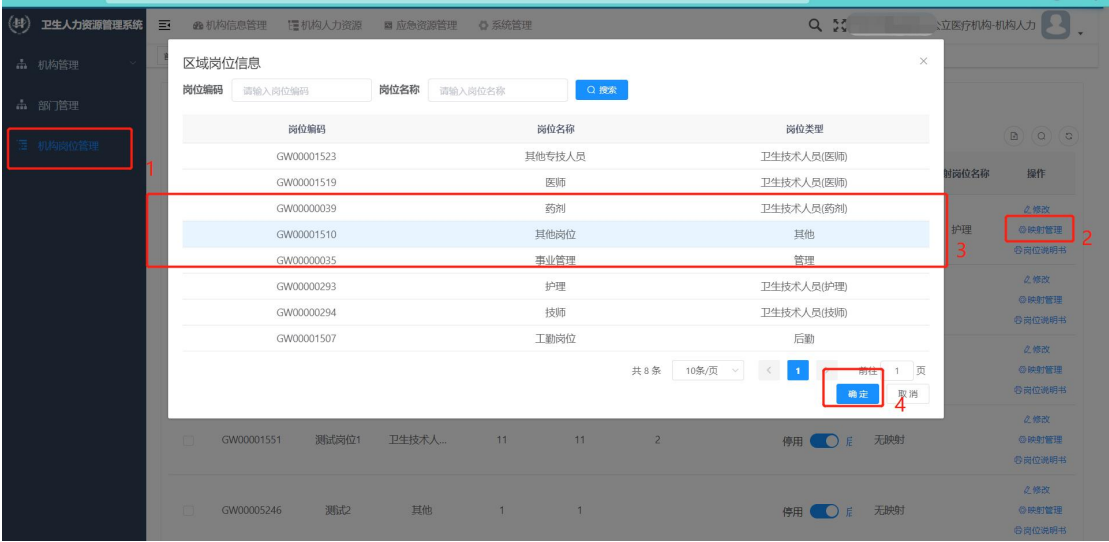 卫生人力资源管理系统
机构信息管理 机构人力资源 应急资源管理 系统管理
公立医疗机构-机构人力
机构管理
部门管理
机构岗位管理
1
区域岗位信息
岗位编码 请输入岗位编码 岗位名称 请输入岗位名称 搜索
岗位编码 岗位名称 岗位类型
GW00001523 其他专技人员 卫生技术人员(医师)
GW00001519 医师 卫生技术人员(医师)
GW00000039 药剂 卫生技术人员(药剂)
GW00001510 其他岗位 其他
GW00000035 事业管理 管理
GW00000293 护理 卫生技术人员(护理)
GW00000294 技师 卫生技术人员(技师)
GW00001507 工勤岗位 后勤
共 8 条 10条/页 1 前往 1 页
确定 取消
4
3
射岗位名称 操作
修改
护理 映射管理 2
岗位说明书
修改
映射管理
岗位说明书
修改
映射管理
岗位说明书
修改
GW00001551 测试岗位1 卫生技术人... 11 11 2 停用 无映射 映射管理
岗位说明书
修改
GW00005246 测试2 其他 1 1 停用 无映射 映射管理
岗位说明书